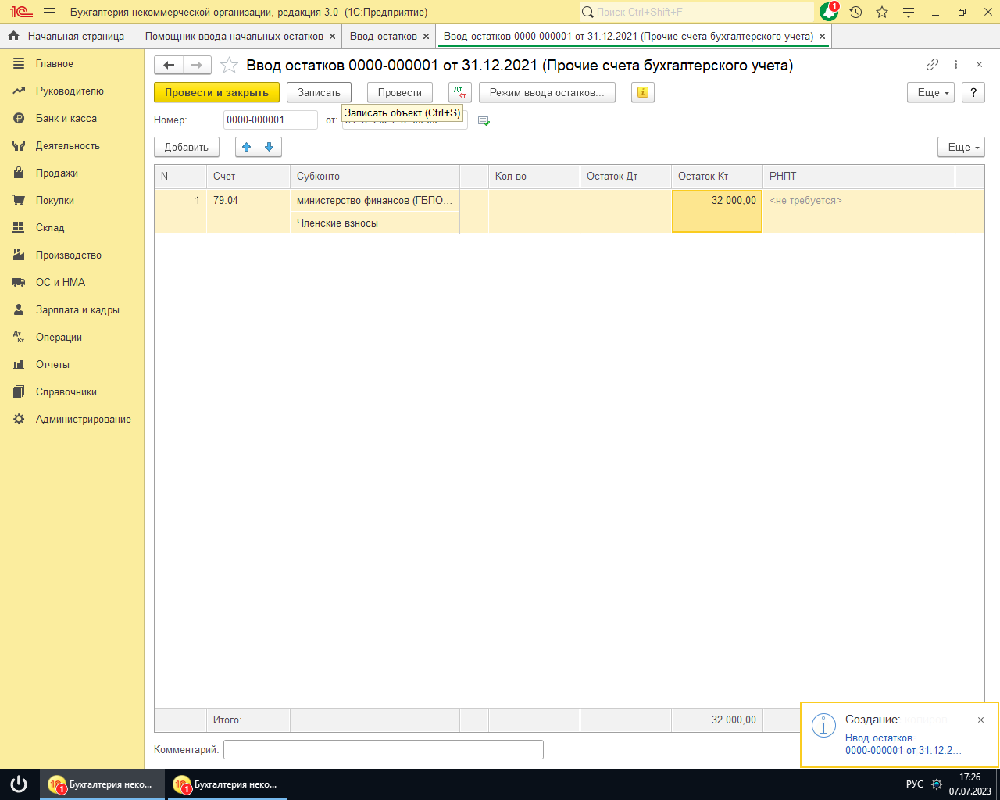 Бухгалтерия некоммерческой организации, редакция 3.0 (1С:Предприятие)
Поиск Ctrl+Shift+F
1
Начальная страница
Помощник ввода начальных остатков
Ввод остатков
Ввод остатков 0000-000001 от 31.12.2021 (Прочие счета бухгалтерского учета)
Главное
Руководителю
Банк и касса
Деятельность
Продажи
Покупки
Склад
Производство
ОС и НМА
Зарплата и кадры
Операции
Отчеты
Справочники
Администрирование
Ввод остатков 0000-000001 от 31.12.2021 (Прочие счета бухгалтерского учета)
Провести и закрыть
Записать
Провести
Дт Кт
Режим ввода остатков...
Еще
?
Номер:
0000-000001
от:
Записать объект (Ctrl+S)
Добавить
Еще
N
Счет
Субконто
Кол-во
Остаток Дт
Остаток Кт
РНПТ
1
79.04
министерство финансов (ГБПО...
32 000,00
<не требуется>
Членские взносы
Итого:
32 000,00
Комментарий:
Создание:
Ввод остатков
0000-000001 от 31.12.2...
Бухгалтерия неко...
Бухгалтерия неко...
РУС
17:26
07.07.2023